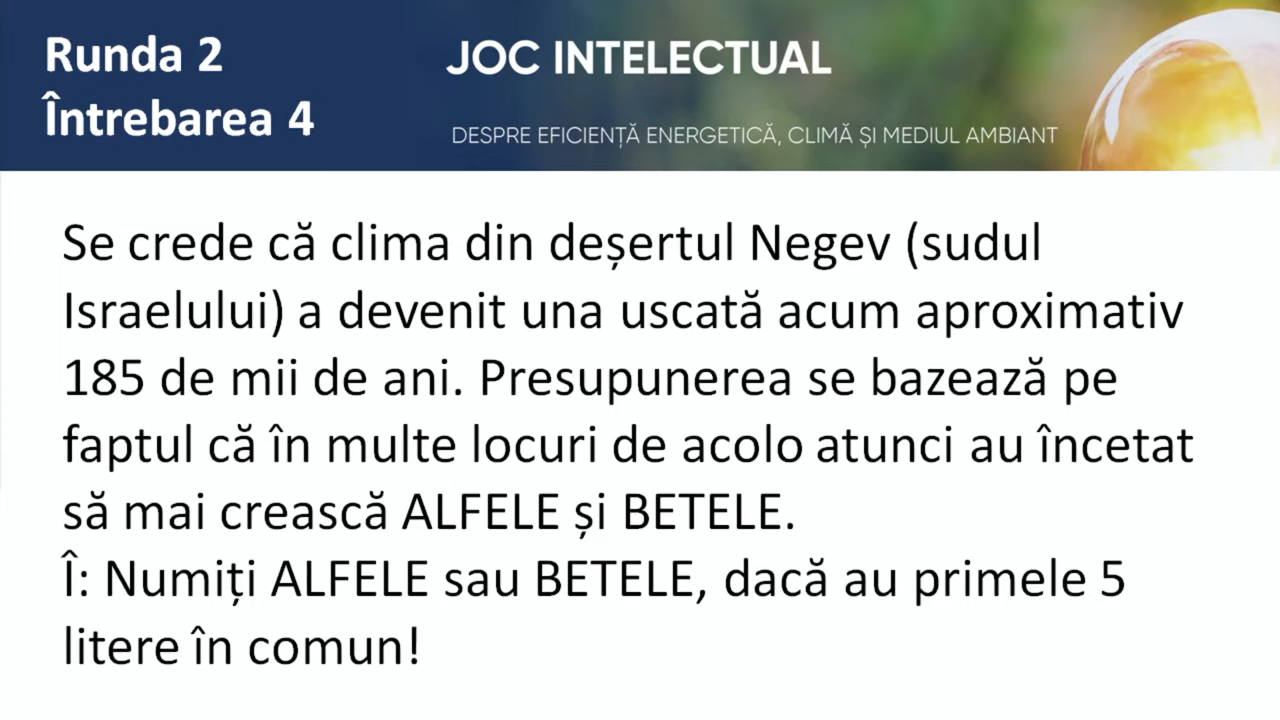 Runda 2
Întrebarea 4
JOC INTELECTUAL
DESPRE EFICIENȚĂ ENERGETICĂ, CLIMĂ ȘI MEDIUL AMBIANT
Se crede că clima din deșertul Negev (sudul
Israelului) a devenit una uscată acum aproximativ
185 de mii de ani. Presupunerea se bazează pe
faptul că în multe locuri de acolo atunci au încetat
să mai crească ALFELE și BETELE.
Î: Numiți ALFELE sau BETELE, dacă au primele 5
litere în comun!